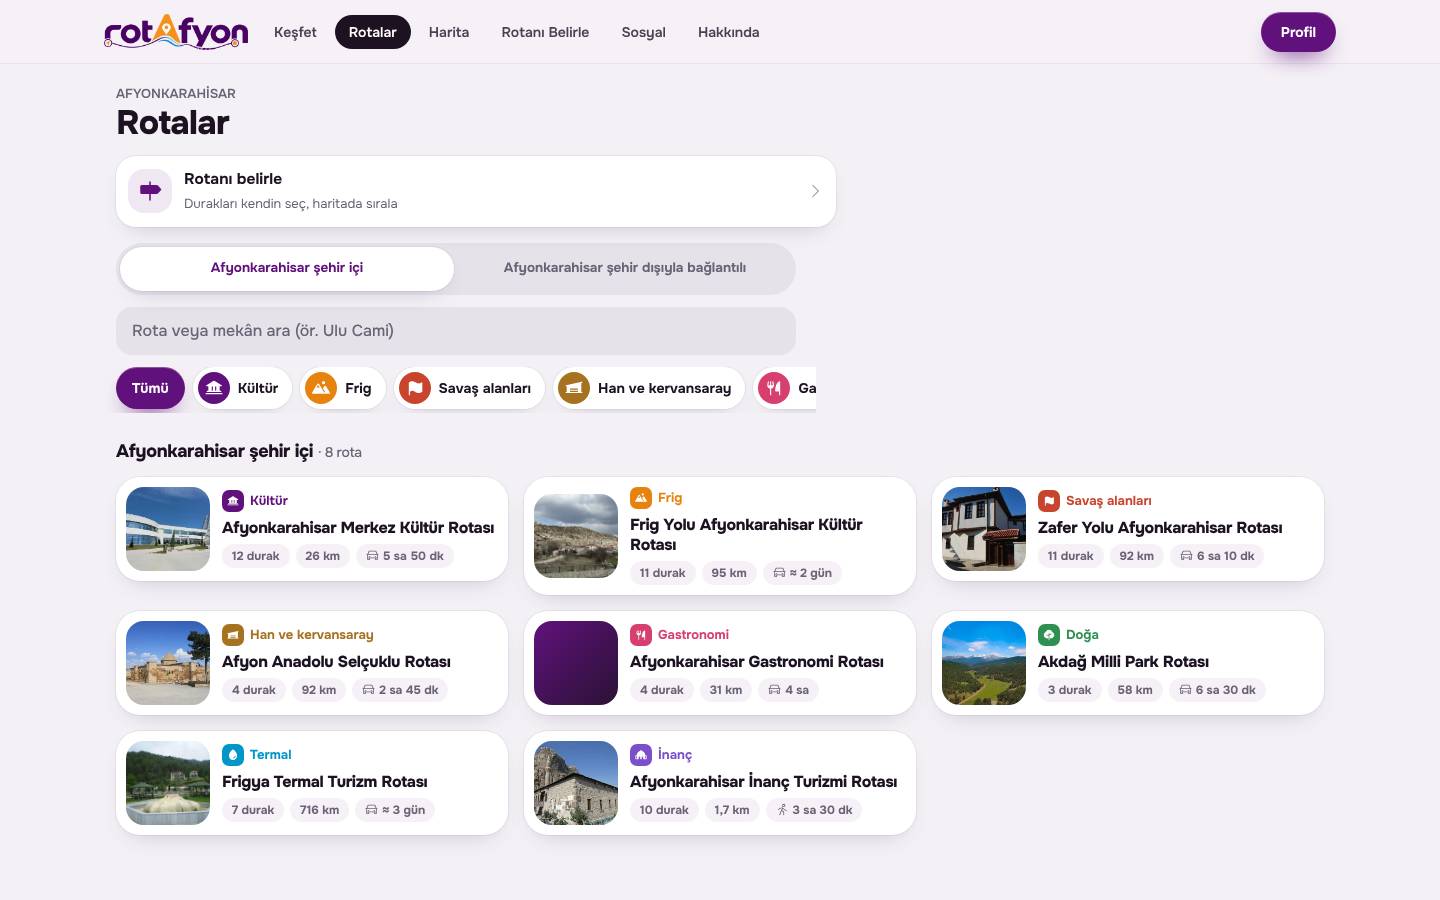 rotAfyon
Keşfet
Rotalar
Harita
Rotanı Belirle
Sosyal
Hakkında
Profil
AFYONKARAHİSAR
Rotalar
Rotanı belirle
Durakları kendin seç, haritada sırala
Afyonkarahisar şehir içi
Afyonkarahisar şehir dışıyla bağlantılı
Rota veya mekân ara (ör. Ulu Cami)
Tümü
Kültür
Frig
Savaş alanları
Han ve kervansaray
Ga
Afyonkarahisar şehir içi · 8 rota
Kültür
Afyonkarahisar Merkez Kültür Rotası
12 durak
26 km
5 sa 50 dk
Frig
Frig Yolu Afyonkarahisar Kültür
Rotası
11 durak
95 km
≈ 2 gün
Savaş alanları
Zafer Yolu Afyonkarahisar Rotası
11 durak
92 km
6 sa 10 dk
Han ve kervansaray
Afyon Anadolu Selçuklu Rotası
4 durak
92 km
2 sa 45 dk
Gastronomi
Afyonkarahisar Gastronomi Rotası
4 durak
31 km
4 sa
Doğa
Akdağ Milli Park Rotası
3 durak
58 km
6 sa 30 dk
Termal
Frigya Termal Turizm Rotası
7 durak
716 km
≈ 3 gün
İnanç
Afyonkarahisar İnanç Turizmi Rotası
10 durak
1,7 km
3 sa 30 dk